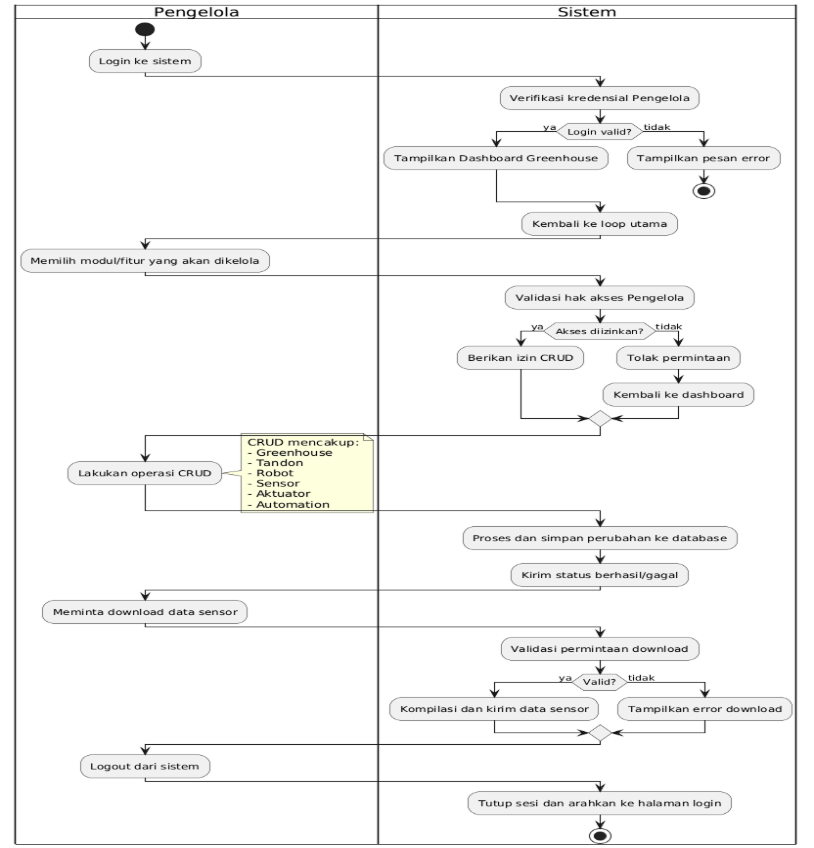 Pengelola
Sistem
Login ke sistem
Verifikasi kredensial Pengelola
ya
Login valid?
tidak
Tampilkan Dashboard Greenhouse
Tampilkan pesan error
Kembali ke loop utama
Memilih modul/fitur yang akan dikelola
Validasi hak akses Pengelola
ya
Akses diizinkan?
tidak
Berikan izin CRUD
Tolak permintaan
Kembali ke dashboard
Lakukan operasi CRUD
CRUD mencakup:
- Greenhouse
- Tandon
- Robot
- Sensor
- Aktuator
- Automation
Proses dan simpan perubahan ke database
Kirim status berhasil/gagal
Meminta download data sensor
Validasi permintaan download
ya
Valid?
tidak
Kompilasi dan kirim data sensor
Tampilkan error download
Logout dari sistem
Tutup sesi dan arahkan ke halaman login